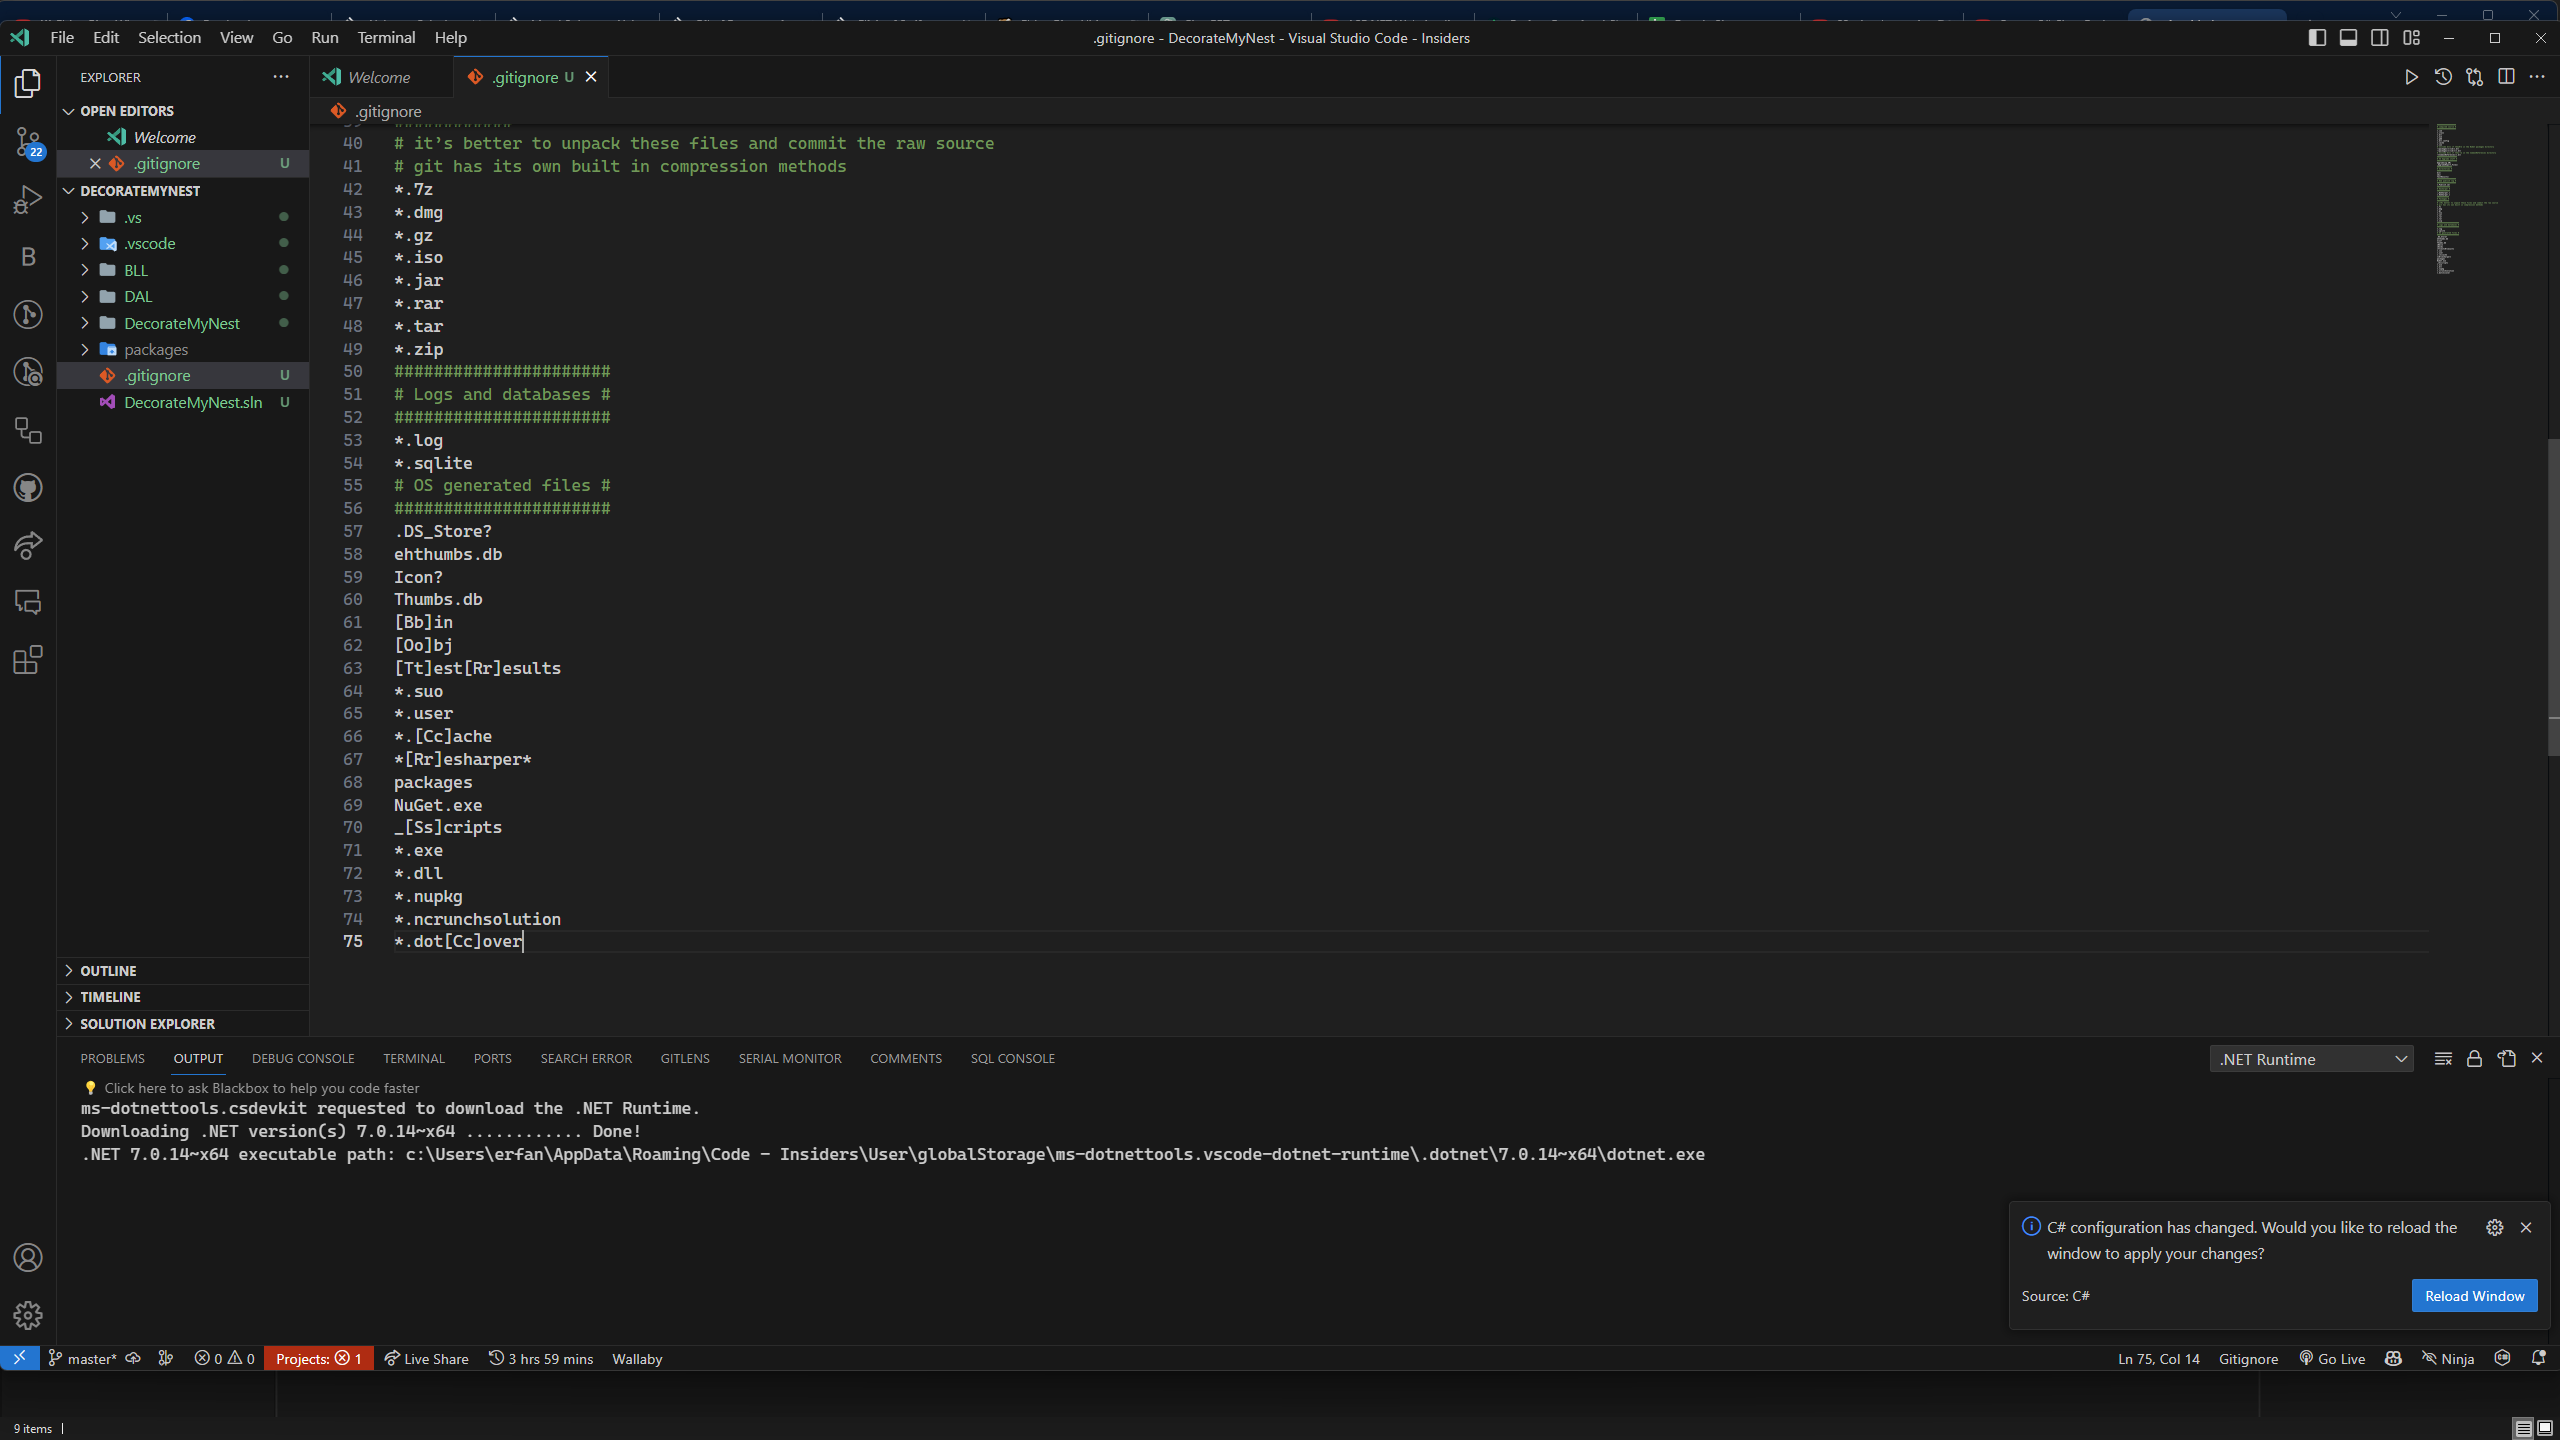 File Edit Selection View Go Run Terminal Help
.gitignore - DecorateMyNest - Visual Studio Code - Insiders
EXPLORER
Welcome
.gitignore U
OPEN EDITORS
Welcome
.gitignore U
DECORATEMYNEST
.vs
.vscode
BLL
DAL
DecorateMyNest
packages
.gitignore U
DecorateMyNest.sln U
OUTLINE
TIMELINE
SOLUTION EXPLORER
22
B
.gitignore
40 # it’s better to unpack these files and commit the raw source
41 # git has its own built in compression methods
42 *.7z
43 *.dmg
44 *.gz
45 *.iso
46 *.jar
47 *.rar
48 *.tar
49 *.zip
50 ######################
51 # Logs and databases #
52 ######################
53 *.log
54 *.sqlite
55 # OS generated files #
56 ######################
57 .DS_Store?
58 ehthumbs.db
59 Icon?
60 Thumbs.db
61 [Bb]in
62 [Oo]bj
63 [Tt]est[Rr]esults
64 *.suo
65 *.user
66 *.[Cc]ache
67 *[Rr]esharper*
68 packages
69 NuGet.exe
70 _[Ss]cripts
71 *.exe
72 *.dll
73 *.nupkg
74 *.ncrunchsolution
75 *.dot[Cc]over
PROBLEMS OUTPUT DEBUG CONSOLE TERMINAL PORTS SEARCH ERROR GITLENS SERIAL MONITOR COMMENTS SQL CONSOLE
.NET Runtime
Click here to ask Blackbox to help you code faster
ms-dotnettools.csdevkit requested to download the .NET Runtime.
Downloading .NET version(s) 7.0.14~x64 ............ Done!
.NET 7.0.14~x64 executable path: c:\Users\erfan\AppData\Roaming\Code - Insiders\User\globalStorage\ms-dotnettools.vscode-dotnet-runtime\.dotnet\7.0.14~x64\dotnet.exe
C# configuration has changed. Would you like to reload the
window to apply your changes?
Source: C#
Reload Window
master* 0 0 Projects: 1 Live Share 3 hrs 59 mins Wallaby
Ln 75, Col 14 Gitignore Go Live Ninja
9 items